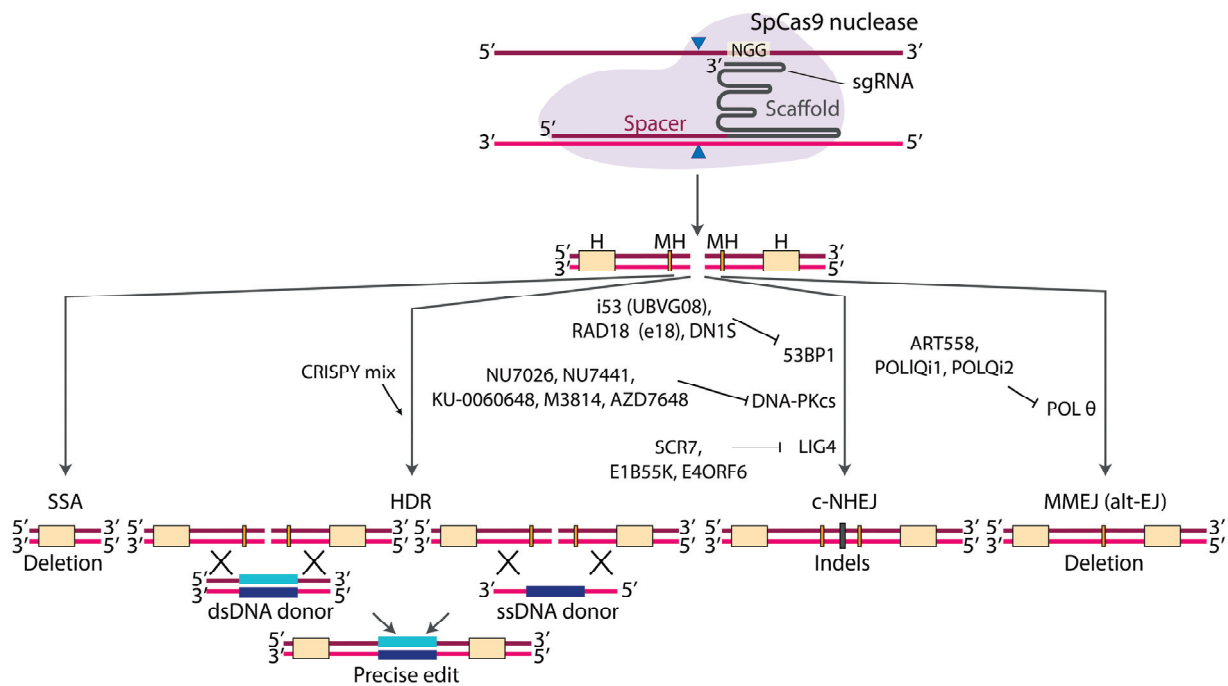 SpCas9 nuclease
5′ 3′
NGG
3′
sgRNA
Scaffold
5′ Spacer
3′ 5′
H MH MH H
5′
3′
3′
5′
i53 (UBVG08),
RAD18 (e18), DN1S
53BP1
ART558,
POLlQi1, POLQi2
POL θ
CRISPY mix
NU7026, NU7441,
KU-0060648, M3814, AZD7648
DNA-PKcs
SCR7,
E1B55K, E4ORF6
LIG4
SSA HDR c-NHEJ MMEJ (alt-EJ)
5′ 3′ 5′ 3′ 5′ 3′ 5′ 3′ 5′ 3′
3′ 5′ 3′ 5′ 3′ 5′ 3′ 5′ 3′ 5′
Deletion Indels Deletion
5′ 3′
3′ 5′
3′ 5′
dsDNA donor ssDNA donor
5′ 3′
3′ 5′
Precise edit